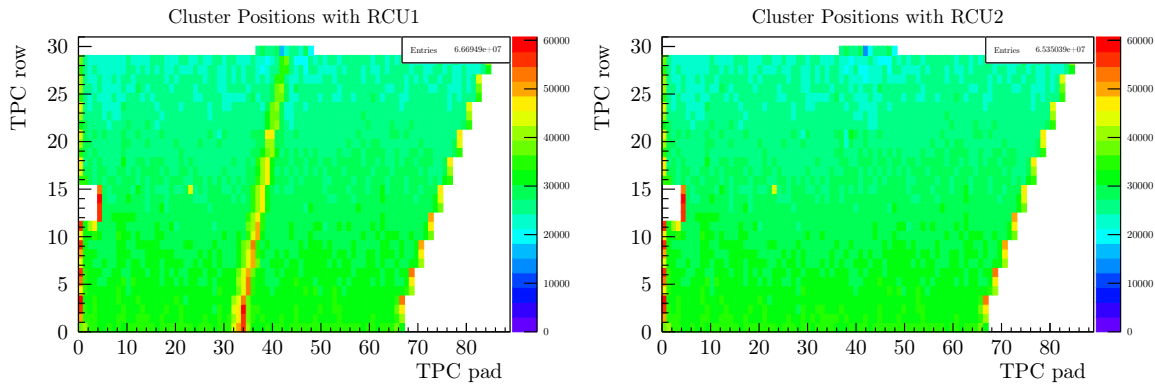 Cluster Positions with RCU1
TPC row
30
25
20
15
10
5
0
0 10 20 30 40 50 60 70 80
TPC pad
Entries 6.66949e+07
60000
50000
40000
30000
20000
10000
0
Cluster Positions with RCU2
TPC row
30
25
20
15
10
5
0
0 10 20 30 40 50 60 70 80
TPC pad
Entries 6.535039e+07
60000
50000
40000
30000
20000
10000
0